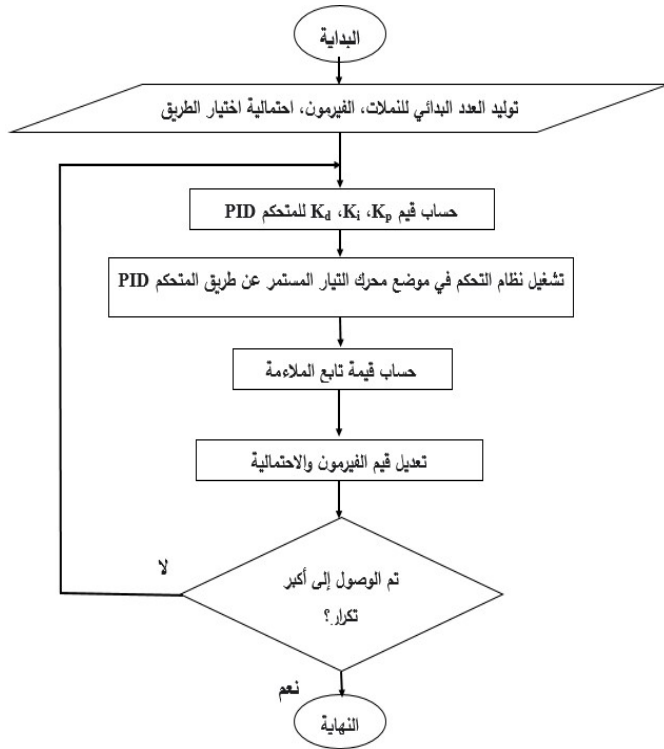 البداية
توليد العدد البدائي للنملات، الفيرمون، احتمالية اختيار الطريق
حساب قيم Kp، Ki، Kd للمتحكم PID
تشغيل نظام التحكم في موضع محرك التيار المستمر عن طريق المتحكم PID
حساب قيمة تابع الملاءمة
تعديل قيم الفيرمون والاحتمالية
لا
تم الوصول إلى أكبر
تكرار؟
نعم
النهاية